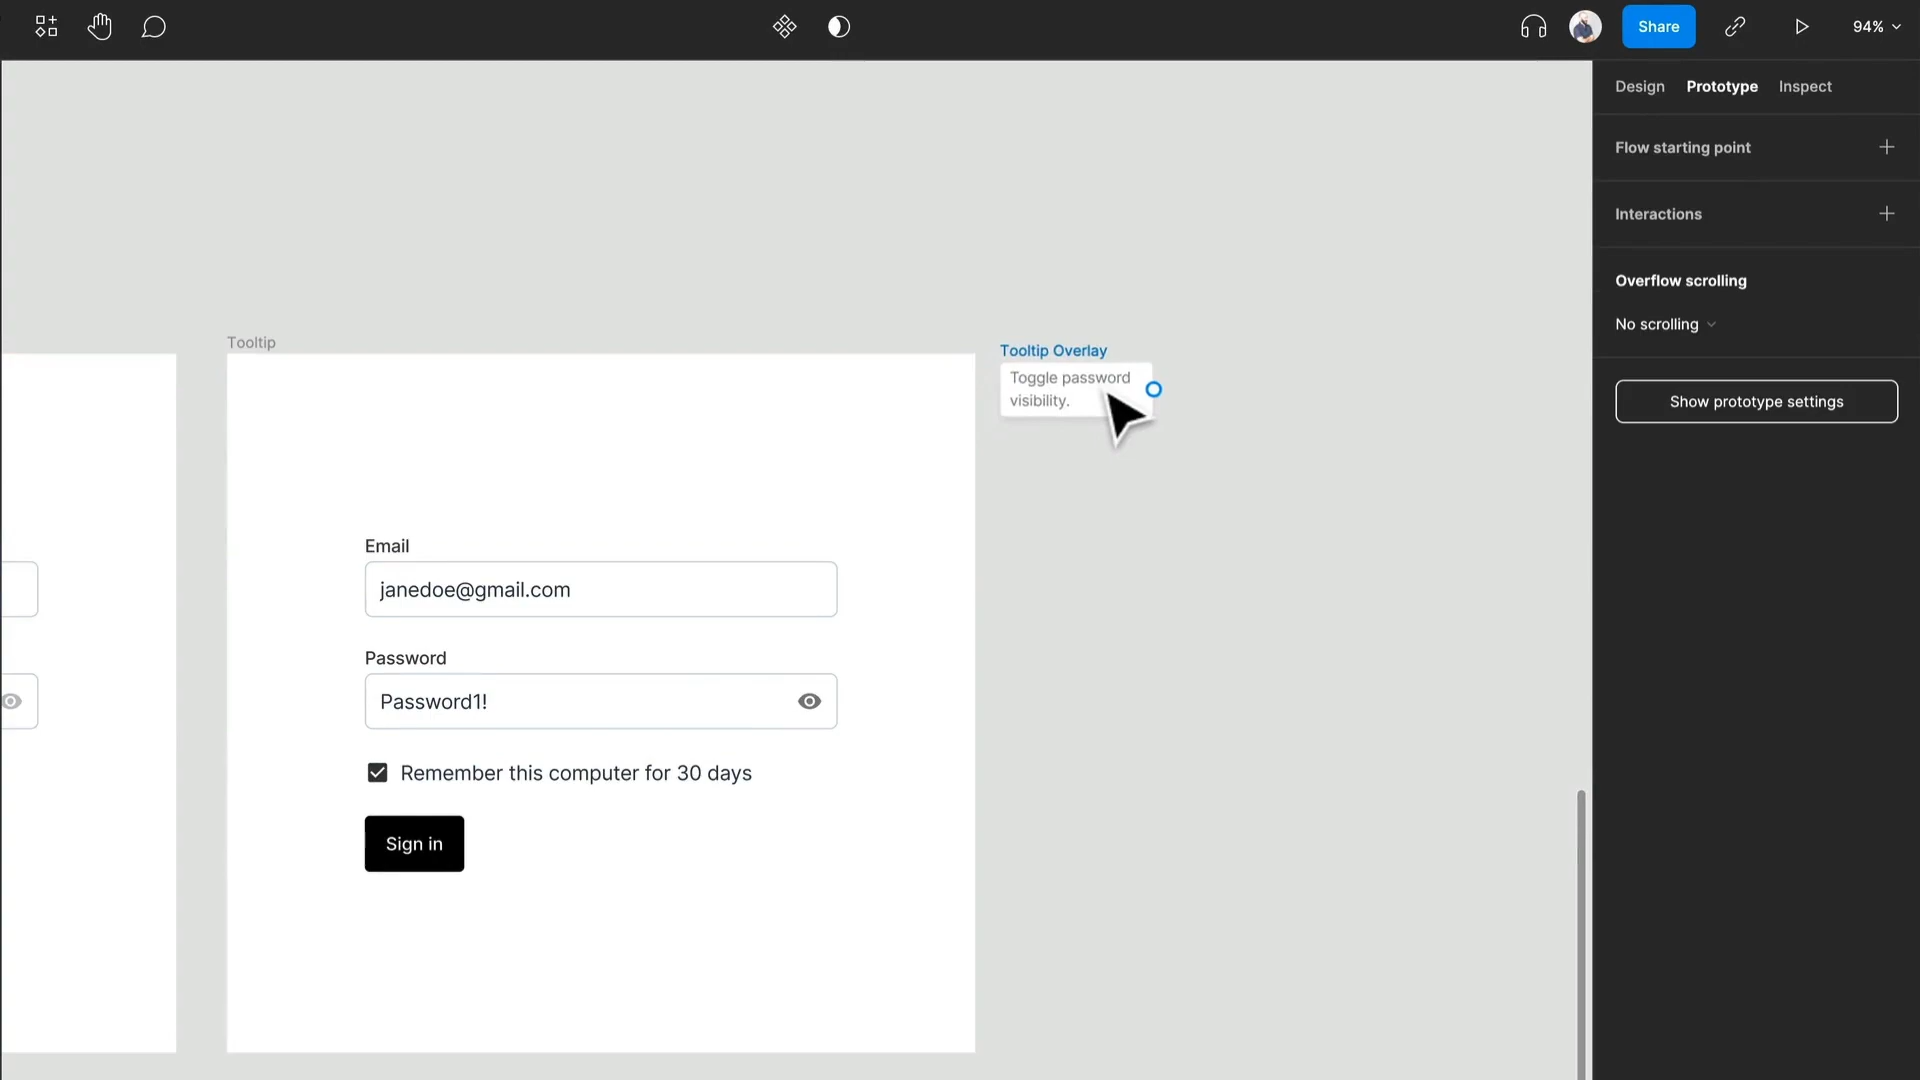 Share
94%
Design Prototype Inspect
Flow starting point
Interactions
Overflow scrolling
No scrolling
Show prototype settings
Tooltip
Tooltip Overlay
Toggle password
visibility.
Email
janedoe@gmail.com
Password
Password1!
Remember this computer for 30 days
Sign in